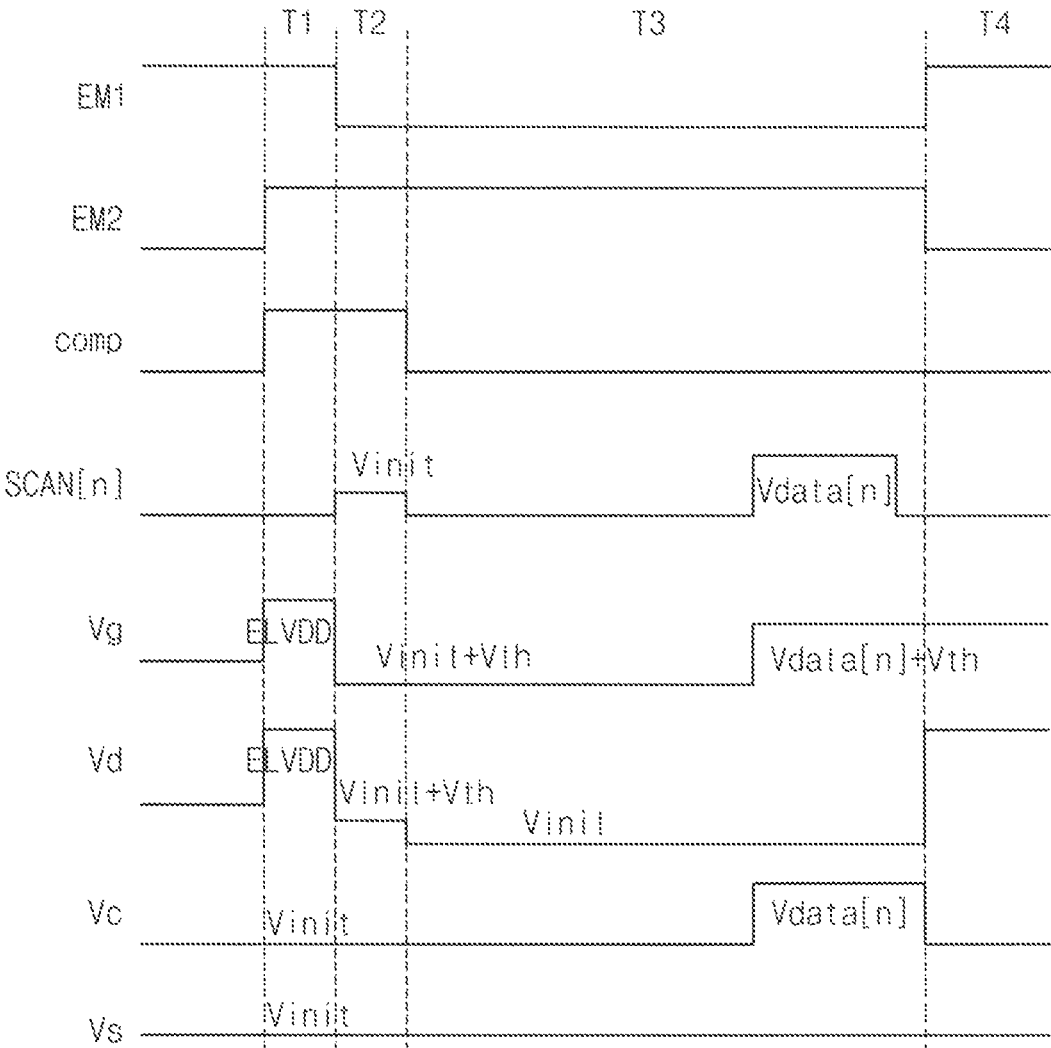 T1 T2 T3 T4
EM1
EM2
comp
Vinit
SCAN[n] Vdata[n]
Vg ELVDD Vinit+Vth Vdata[n]+Vth
Vd ELVDD
Vinit+Vth
Vinit
Vc Vinit Vdata[n]
Vinit
Vs